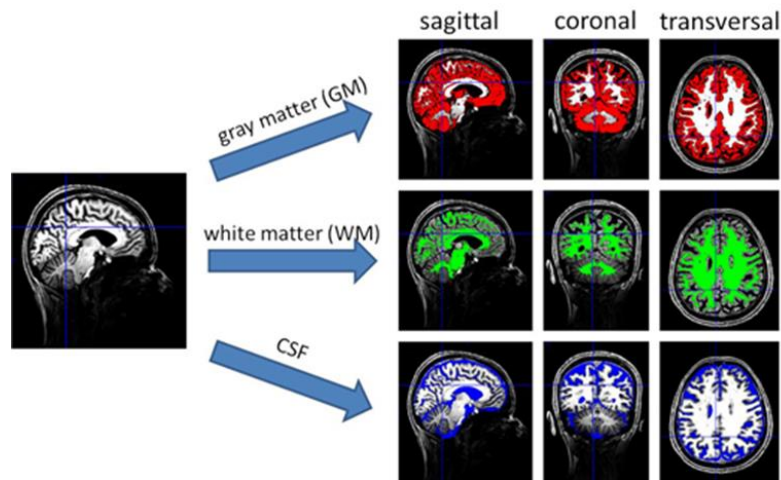 sagittal
coronal
transversal
gray matter (GM)
white matter (WM)
CSF